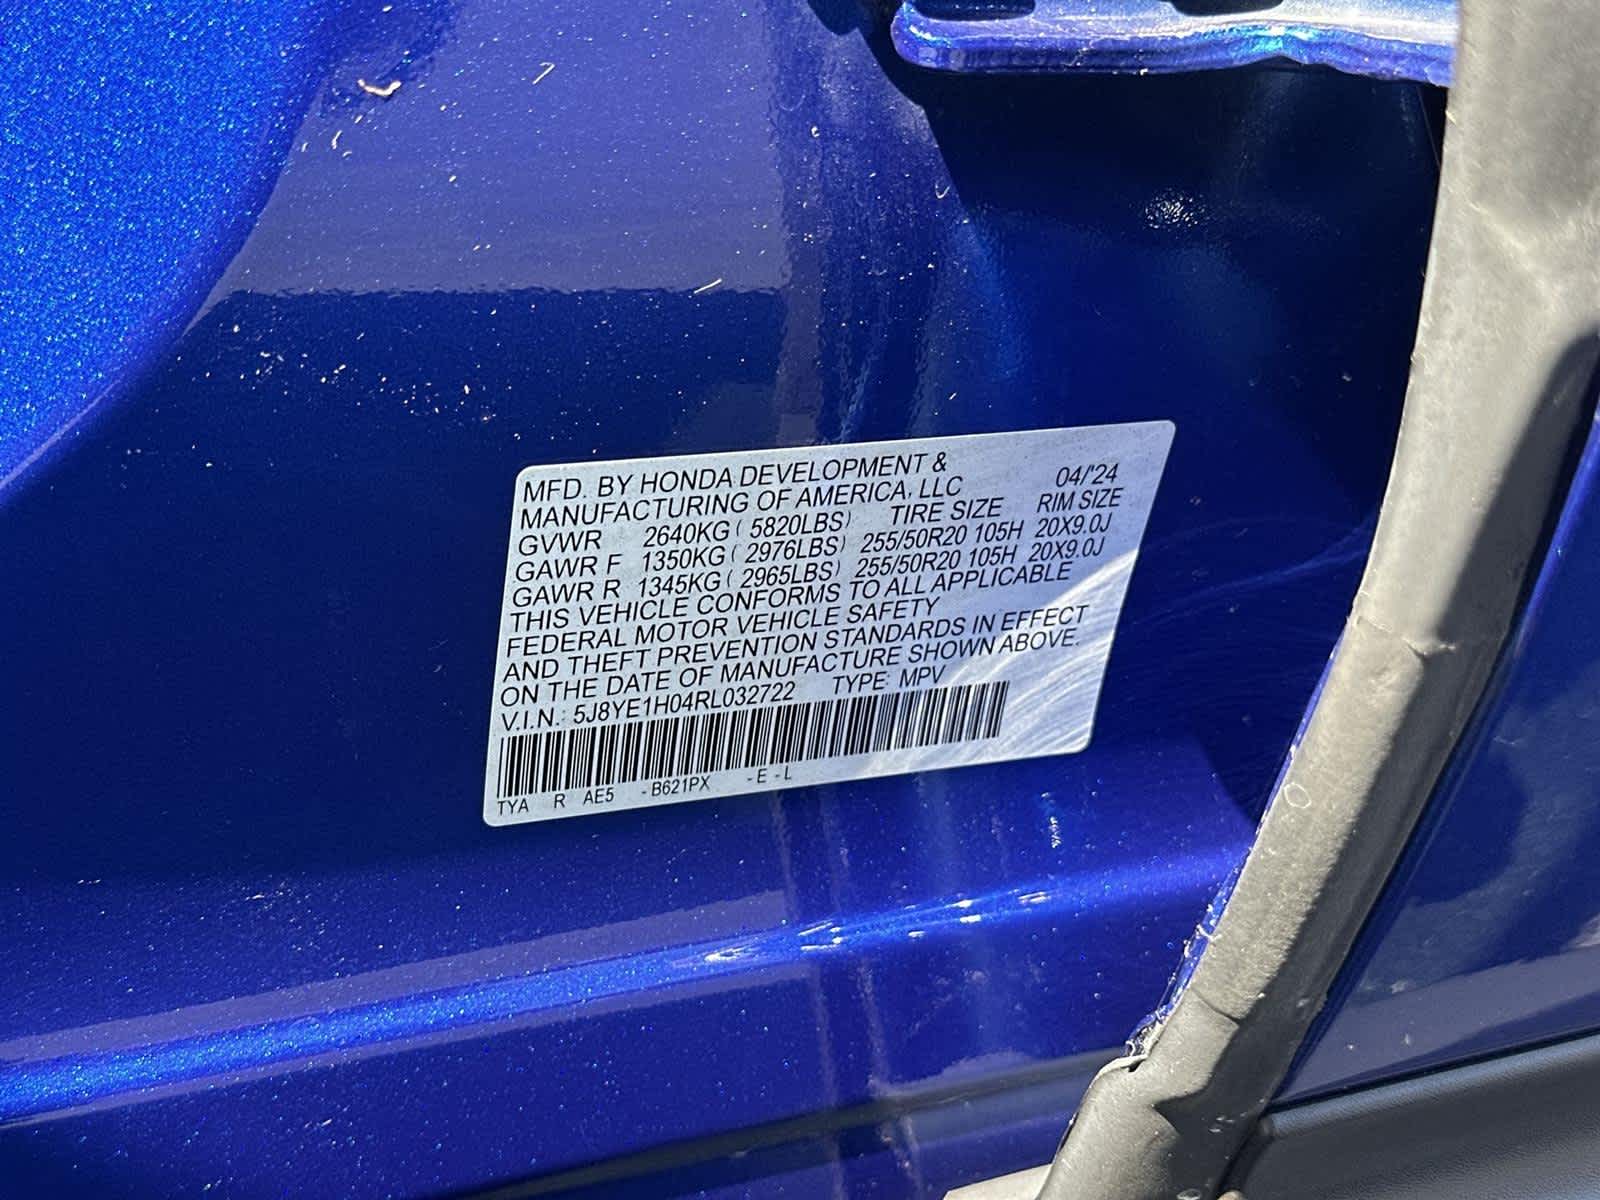 MFD. BY HONDA DEVELOPMENT & 04/'24
MANUFACTURING OF AMERICA, LLC
TIRE SIZE RIM SIZE
GVWR 2640KG ( 5820LBS)
GAWR F 1350KG ( 2976LBS) 255/50R20 105H 20X9.0J
GAWR R 1345KG ( 2965LBS) 255/50R20 105H 20X9.0J
THIS VEHICLE CONFORMS TO ALL APPLICABLE
FEDERAL MOTOR VEHICLE SAFETY
AND THEFT PREVENTION STANDARDS IN EFFECT
ON THE DATE OF MANUFACTURE SHOWN ABOVE.
V.I.N.: 5J8YE1H04RL032722 TYPE: MPV
TYA R AE5 - B621PX - E - L